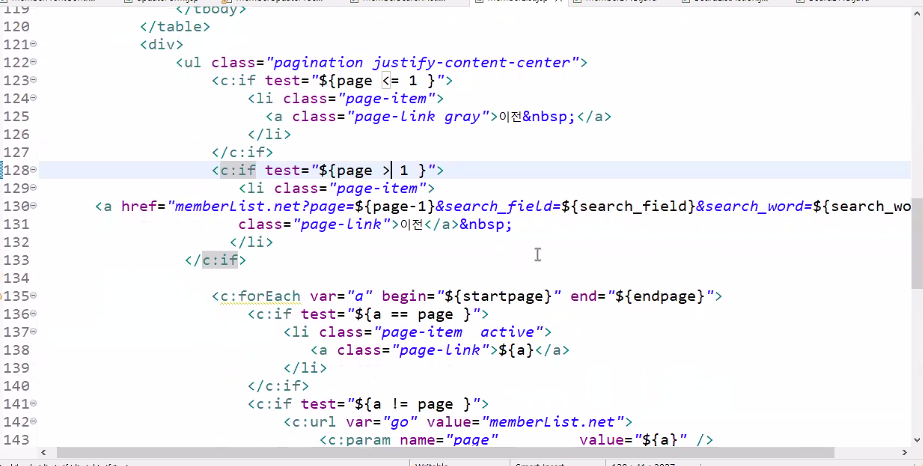 119 </tbody>
120 </table>
121 <div>
122 <ul class="pagination justify-content-center">
123 <c:if test="${page <= 1 }">
124 <li class="page-item">
125 <a class="page-link gray">이전&nbsp;</a>
126 </li>
127 </c:if>
128 <c:if test="${page > 1 }">
129 <li class="page-item">
130 <a href="memberList.net?page=${page-1}&search_field=${search_field}&search_word=${search_wo
131 class="page-link">이전</a>&nbsp;
132 </li>
133 </c:if>
134
135 <c:forEach var="a" begin="${startpage}" end="${endpage}">
136 <c:if test="${a == page }">
137 <li class="page-item  active">
138 <a class="page-link">${a}</a>
139 </li>
140 </c:if>
141 <c:if test="${a != page }">
142 <c:url var="go" value="memberList.net">
143 <c:param name="page" value="${a}" />